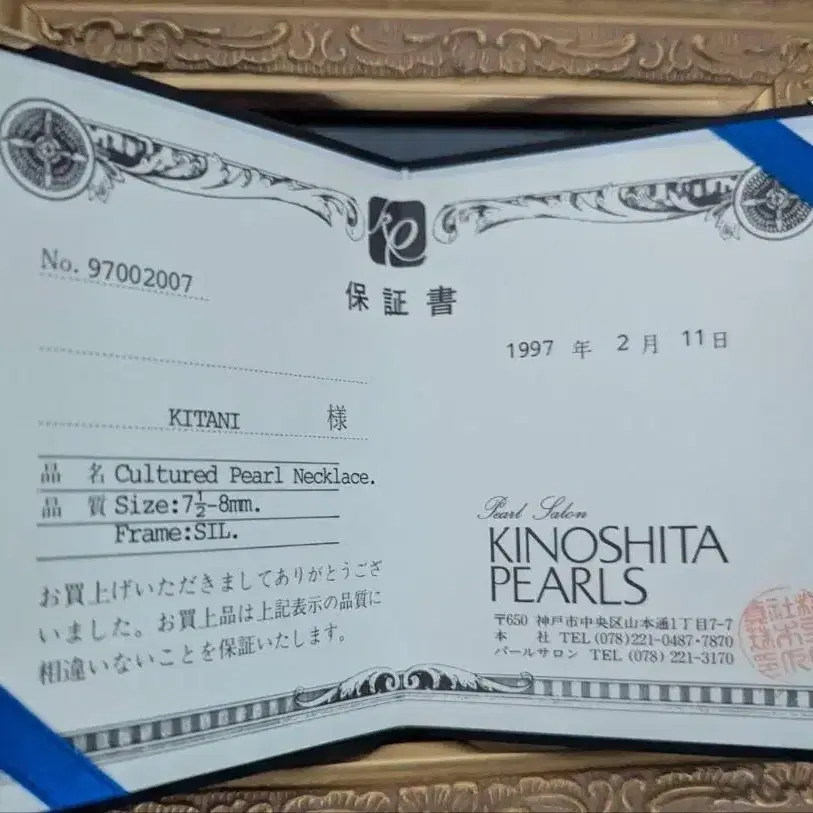 No. 97002007
保証書
1997 年 2 月 11 日
KITANI 様
品 名 Cultured Pearl Necklace.
品 質 Size:7½-8mm.
Frame:SIL.
お買上げいただきましてありがとうござ
いました。お買上品は上記表示の品質に
相違いないことを保証いたします。
Pearl Salon
KINOSHITA
PEARLS
〒650 神戸市中央区山本通1丁目7-7
本 社 TEL (078)221-0487・7870
パールサロン TEL (078) 221-3170